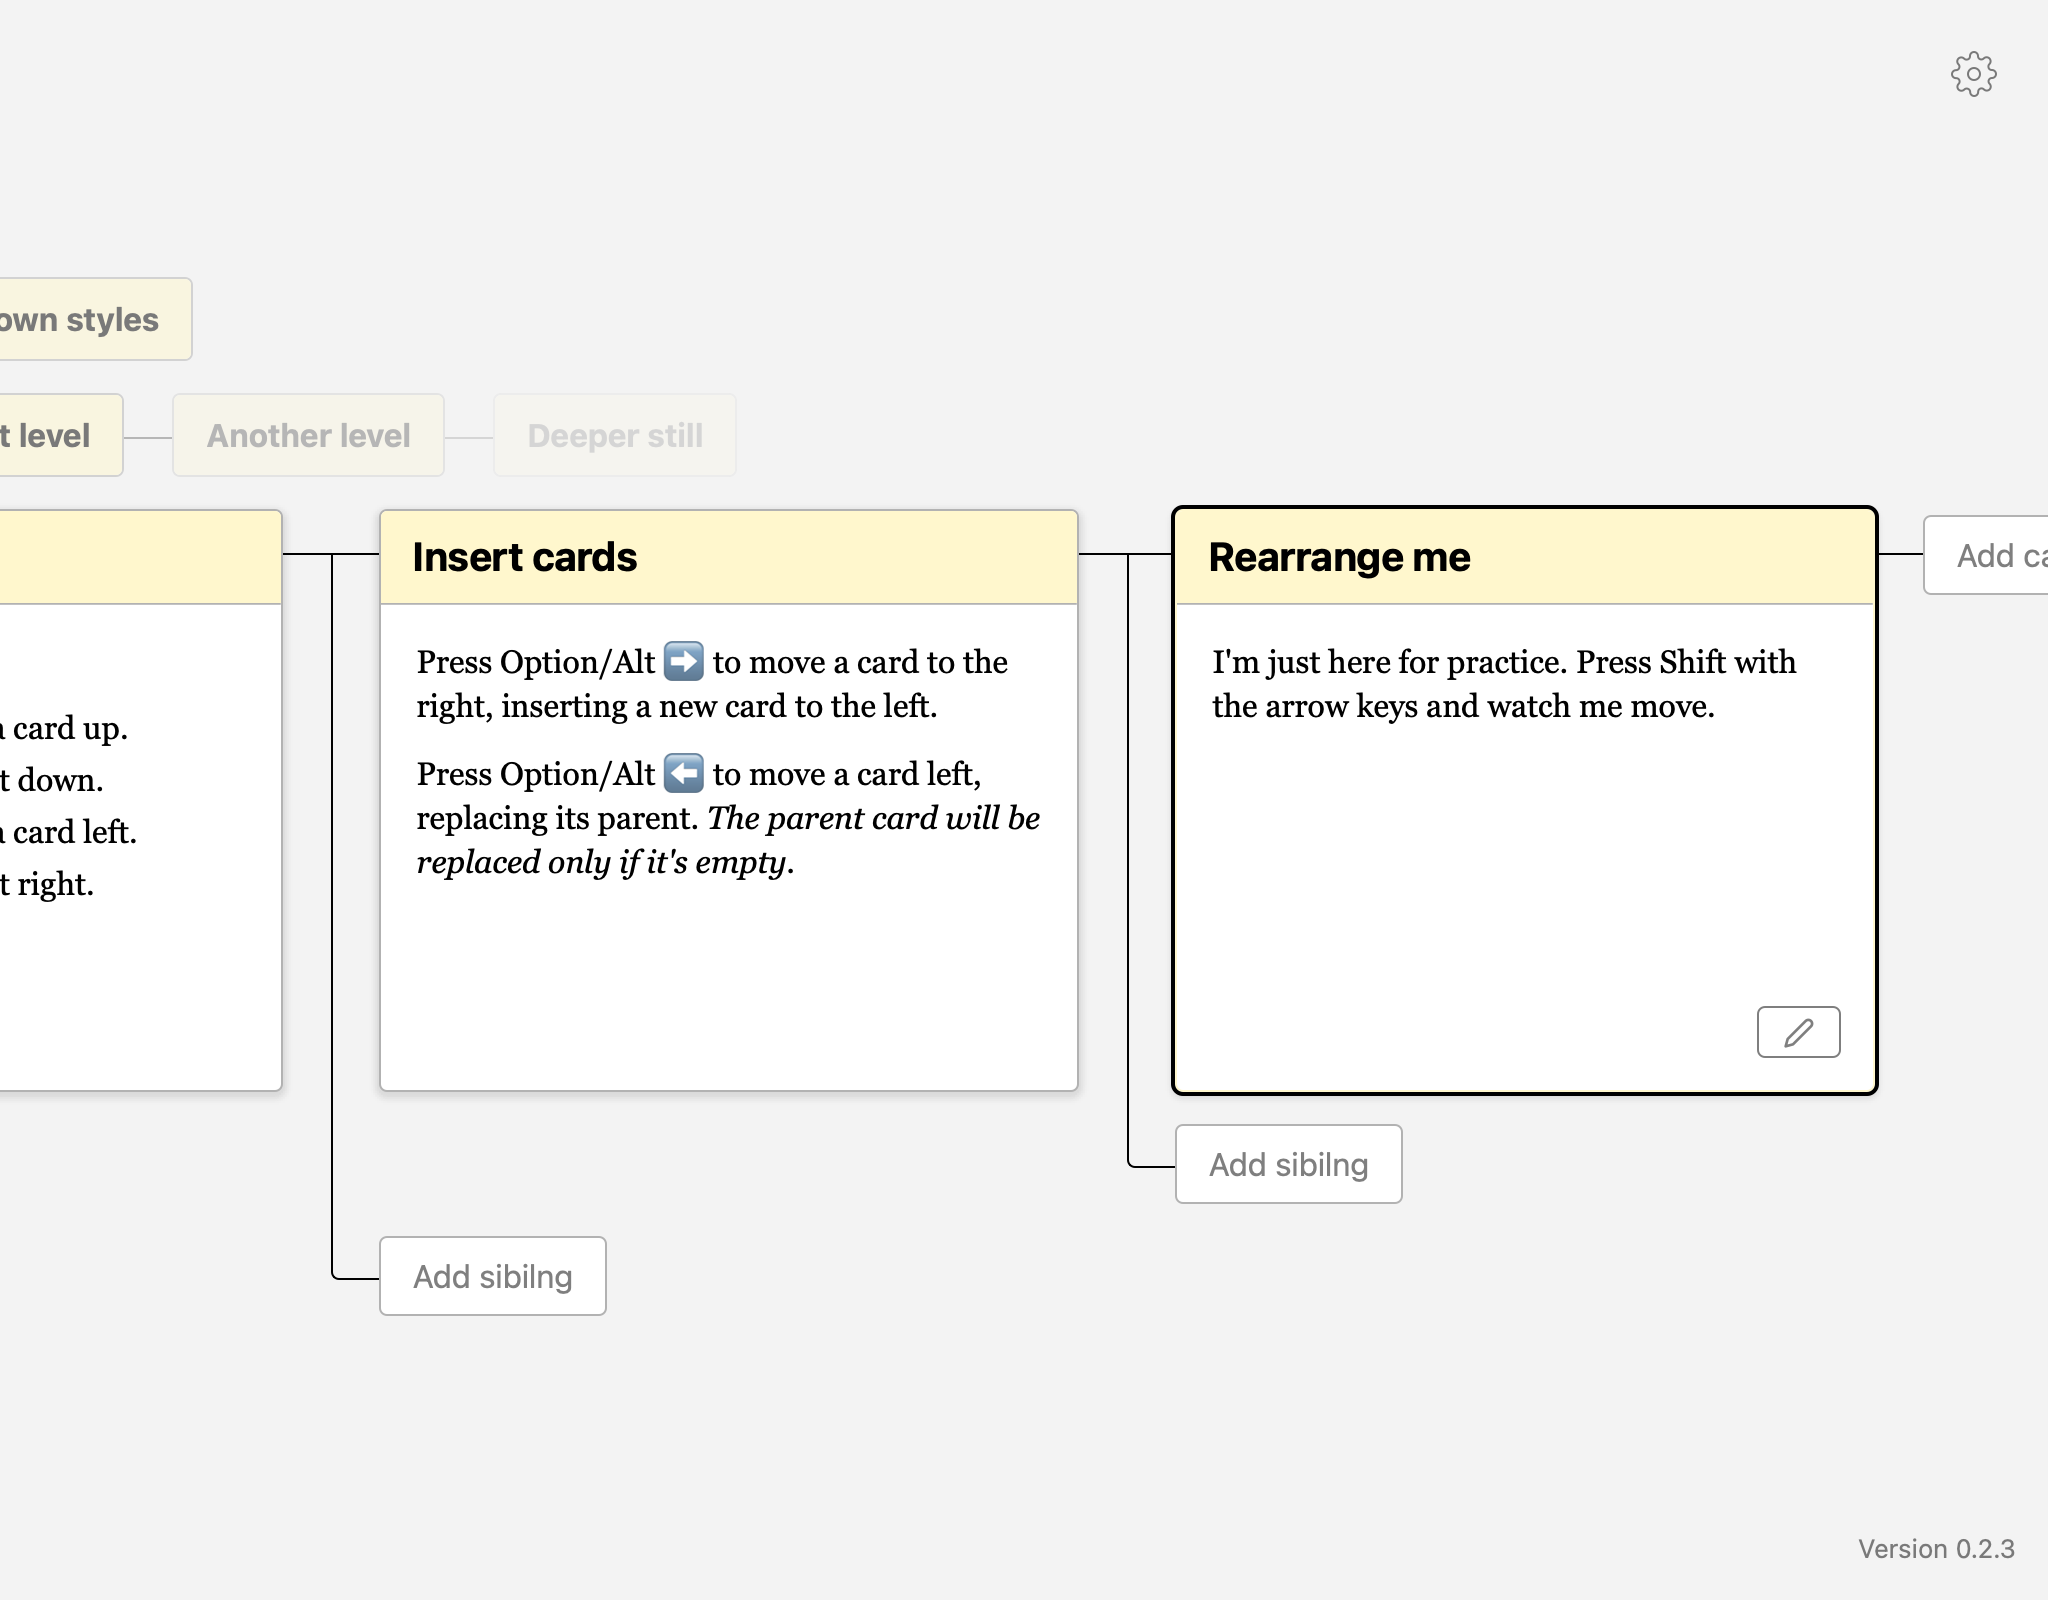 own styles
t level
Another level
Deeper still
card up.
t down.
card left.
t right.
Insert cards
Press Option/Alt ➡️ to move a card to the
right, inserting a new card to the left.
Press Option/Alt ⬅️ to move a card left,
replacing its parent. The parent card will be
replaced only if it's empty.
Add sibilng
Rearrange me
I'm just here for practice. Press Shift with
the arrow keys and watch me move.
Add sibilng
Add ca
Version 0.2.3